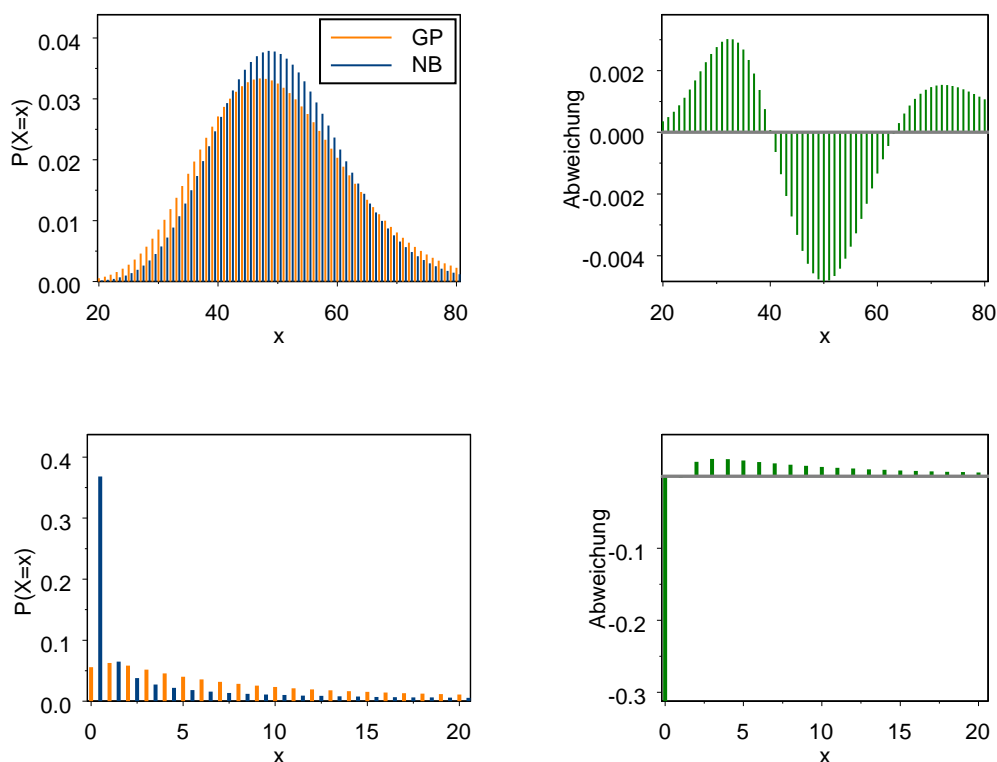 GP
NB
P(X=x)
0.04
0.03
0.02
0.01
0.00
20 40 60 80
x
Abweichung
0.002
0.000
-0.002
-0.004
20 40 60 80
x
P(X=x)
0.4
0.3
0.2
0.1
0.0
0 5 10 15 20
x
Abweichung
-0.1
-0.2
-0.3
0 5 10 15 20
x